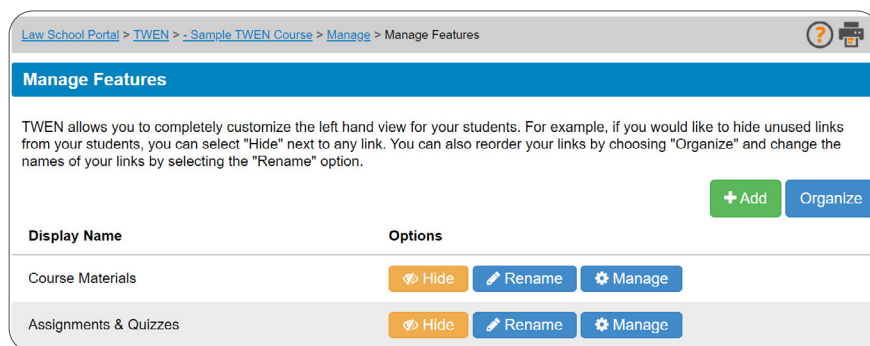 Law School Portal > TWEN > - Sample TWEN Course > Manage > Manage Features
?
Manage Features
TWEN allows you to completely customize the left hand view for your students. For example, if you would like to hide unused links
from your students, you can select "Hide" next to any link. You can also reorder your links by choosing "Organize" and change the
names of your links by selecting the "Rename" option.
+ Add Organize
Display Name Options
Course Materials Hide Rename Manage
Assignments & Quizzes Hide Rename Manage